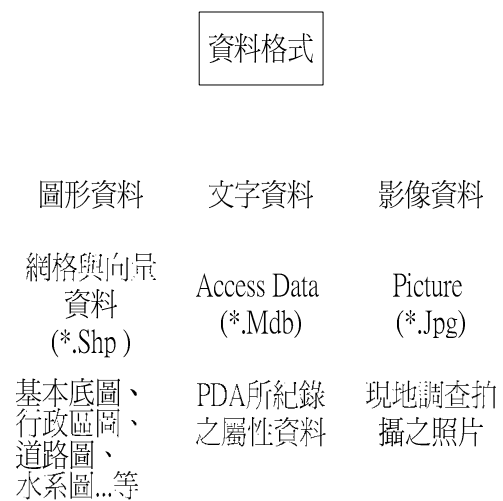 資料格式
圖形資料
文字資料
影像資料
網格與向量
資料
(*.Shp )
Access Data
(*.Mdb)
Picture
(*.Jpg)
基本底圖、
行政區圖、
道路圖、
水系圖...等
PDA所紀錄
之屬性資料
現地調查拍
攝之照片